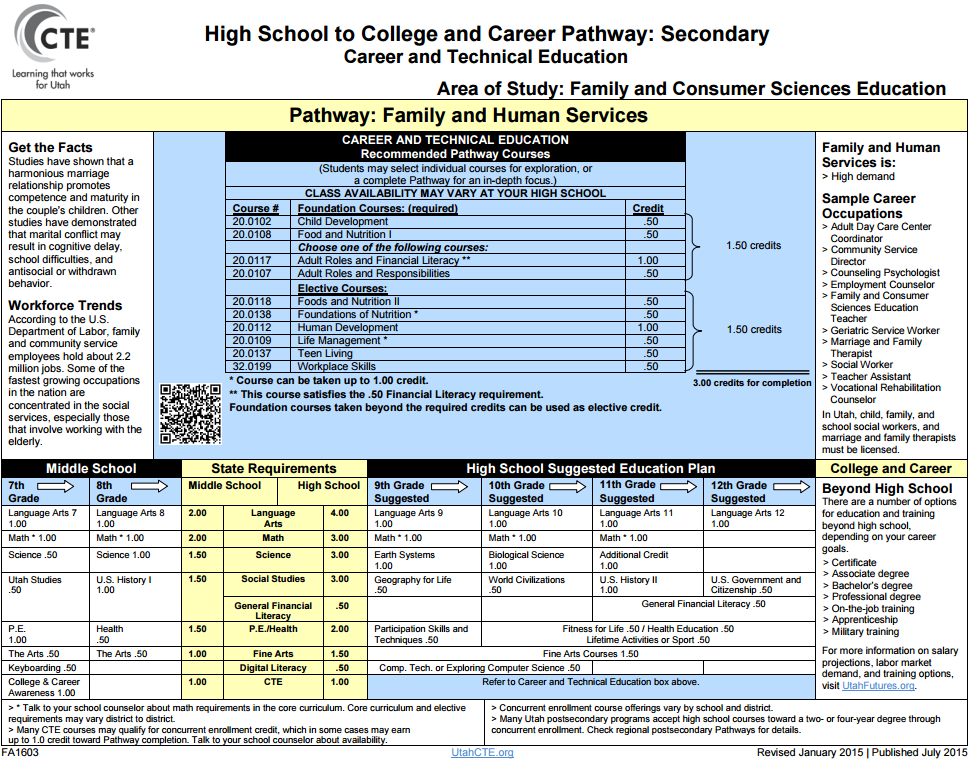 CTE®
Learning that works
for Utah
High School to College and Career Pathway: Secondary
Career and Technical Education
Area of Study: Family and Consumer Sciences Education
Pathway: Family and Human Services
Get the Facts
Studies have shown that a
harmonious marriage
relationship promotes
competence and maturity in
the couple's children. Other
studies have demonstrated
that marital conflict may
result in cognitive delay,
school difficulties, and
antisocial or withdrawn
behavior.
Workforce Trends
According to the U.S.
Department of Labor, family
and community service
employees hold about 2.2
million jobs. Some of the
fastest growing occupations
in the nation are
concentrated in the social
services, especially those
that involve working with the
elderly.
CAREER AND TECHNICAL EDUCATION
Recommended Pathway Courses
(Students may select individual courses for exploration, or
a complete Pathway for an in-depth focus.)
CLASS AVAILABILITY MAY VARY AT YOUR HIGH SCHOOL
Course # Foundation Courses: (required) Credit
20.0102 Child Development .50
20.0108 Food and Nutrition I .50
Choose one of the following courses:
20.0117 Adult Roles and Financial Literacy ** 1.00
20.0107 Adult Roles and Responsibilities .50
1.50 credits
Elective Courses:
20.0118 Foods and Nutrition II .50
20.0138 Foundations of Nutrition * .50
20.0112 Human Development 1.00
20.0109 Life Management * .50
20.0137 Teen Living .50
32.0199 Workplace Skills .50
1.50 credits
3.00 credits for completion
* Course can be taken up to 1.00 credit.
** This course satisfies the .50 Financial Literacy requirement.
Foundation courses taken beyond the required credits can be used as elective credit.
Family and Human
Services is:
> High demand
Sample Career
Occupations
> Adult Day Care Center
Coordinator
> Community Service
Director
> Counseling Psychologist
> Employment Counselor
> Family and Consumer
Sciences Education
Teacher
> Geriatric Service Worker
> Marriage and Family
Therapist
> Social Worker
> Teacher Assistant
> Vocational Rehabilitation
Counselor
In Utah, child, family, and
school social workers, and
marriage and family therapists
must be licensed.
Middle School State Requirements High School Suggested Education Plan College and Career
7th
Grade
8th
Grade
Middle School High School
9th Grade
Suggested
10th Grade
Suggested
11th Grade
Suggested
12th Grade
Suggested
Language Arts 7
1.00
Language Arts 8
1.00
2.00
Language
Arts
4.00
Language Arts 9
1.00
Language Arts 10
1.00
Language Arts 11
1.00
Language Arts 12
1.00
Math * 1.00 Math * 1.00 2.00 Math 3.00 Math * 1.00 Math * 1.00 Math * 1.00
Science .50 Science 1.00 1.50 Science 3.00
Earth Systems
1.00
Biological Science
1.00
Additional Credit
1.00
Utah Studies
.50
U.S. History I
1.00
1.50 Social Studies 3.00
Geography for Life
.50
World Civilizations
.50
U.S. History II
1.00
U.S. Government and
Citizenship .50
General Financial
Literacy
.50
General Financial Literacy .50
P.E.
1.00
Health
.50
1.50 P.E./Health 2.00
Participation Skills and
Techniques .50
Fitness for Life .50 / Health Education .50
Lifetime Activities or Sport .50
The Arts .50 The Arts .50 1.00 Fine Arts 1.50 Fine Arts Courses 1.50
Keyboarding .50 Digital Literacy .50 Comp. Tech. or Exploring Computer Science .50
College & Career
Awareness 1.00
1.00 CTE 1.00 Refer to Career and Technical Education box above.
Beyond High School
There are a number of options
for education and training
beyond high school,
depending on your career
goals.
> Certificate
> Associate degree
> Bachelor's degree
> Professional degree
> On-the-job training
> Apprenticeship
> Military training
For more information on salary
projections, labor market
demand, and training options,
visit UtahFutures.org.
> * Talk to your school counselor about math requirements in the core curriculum. Core curriculum and elective
requirements may vary district to district.
> Many CTE courses may qualify for concurrent enrollment credit, which in some cases may earn
up to 1.0 credit toward Pathway completion. Talk to your school counselor about availability.
> Concurrent enrollment course offerings vary by school and district.
> Many Utah postsecondary programs accept high school courses toward a two- or four-year degree through
concurrent enrollment. Check regional postsecondary Pathways for details.
FA1603 UtahCTE.org Revised January 2015 | Published July 2015